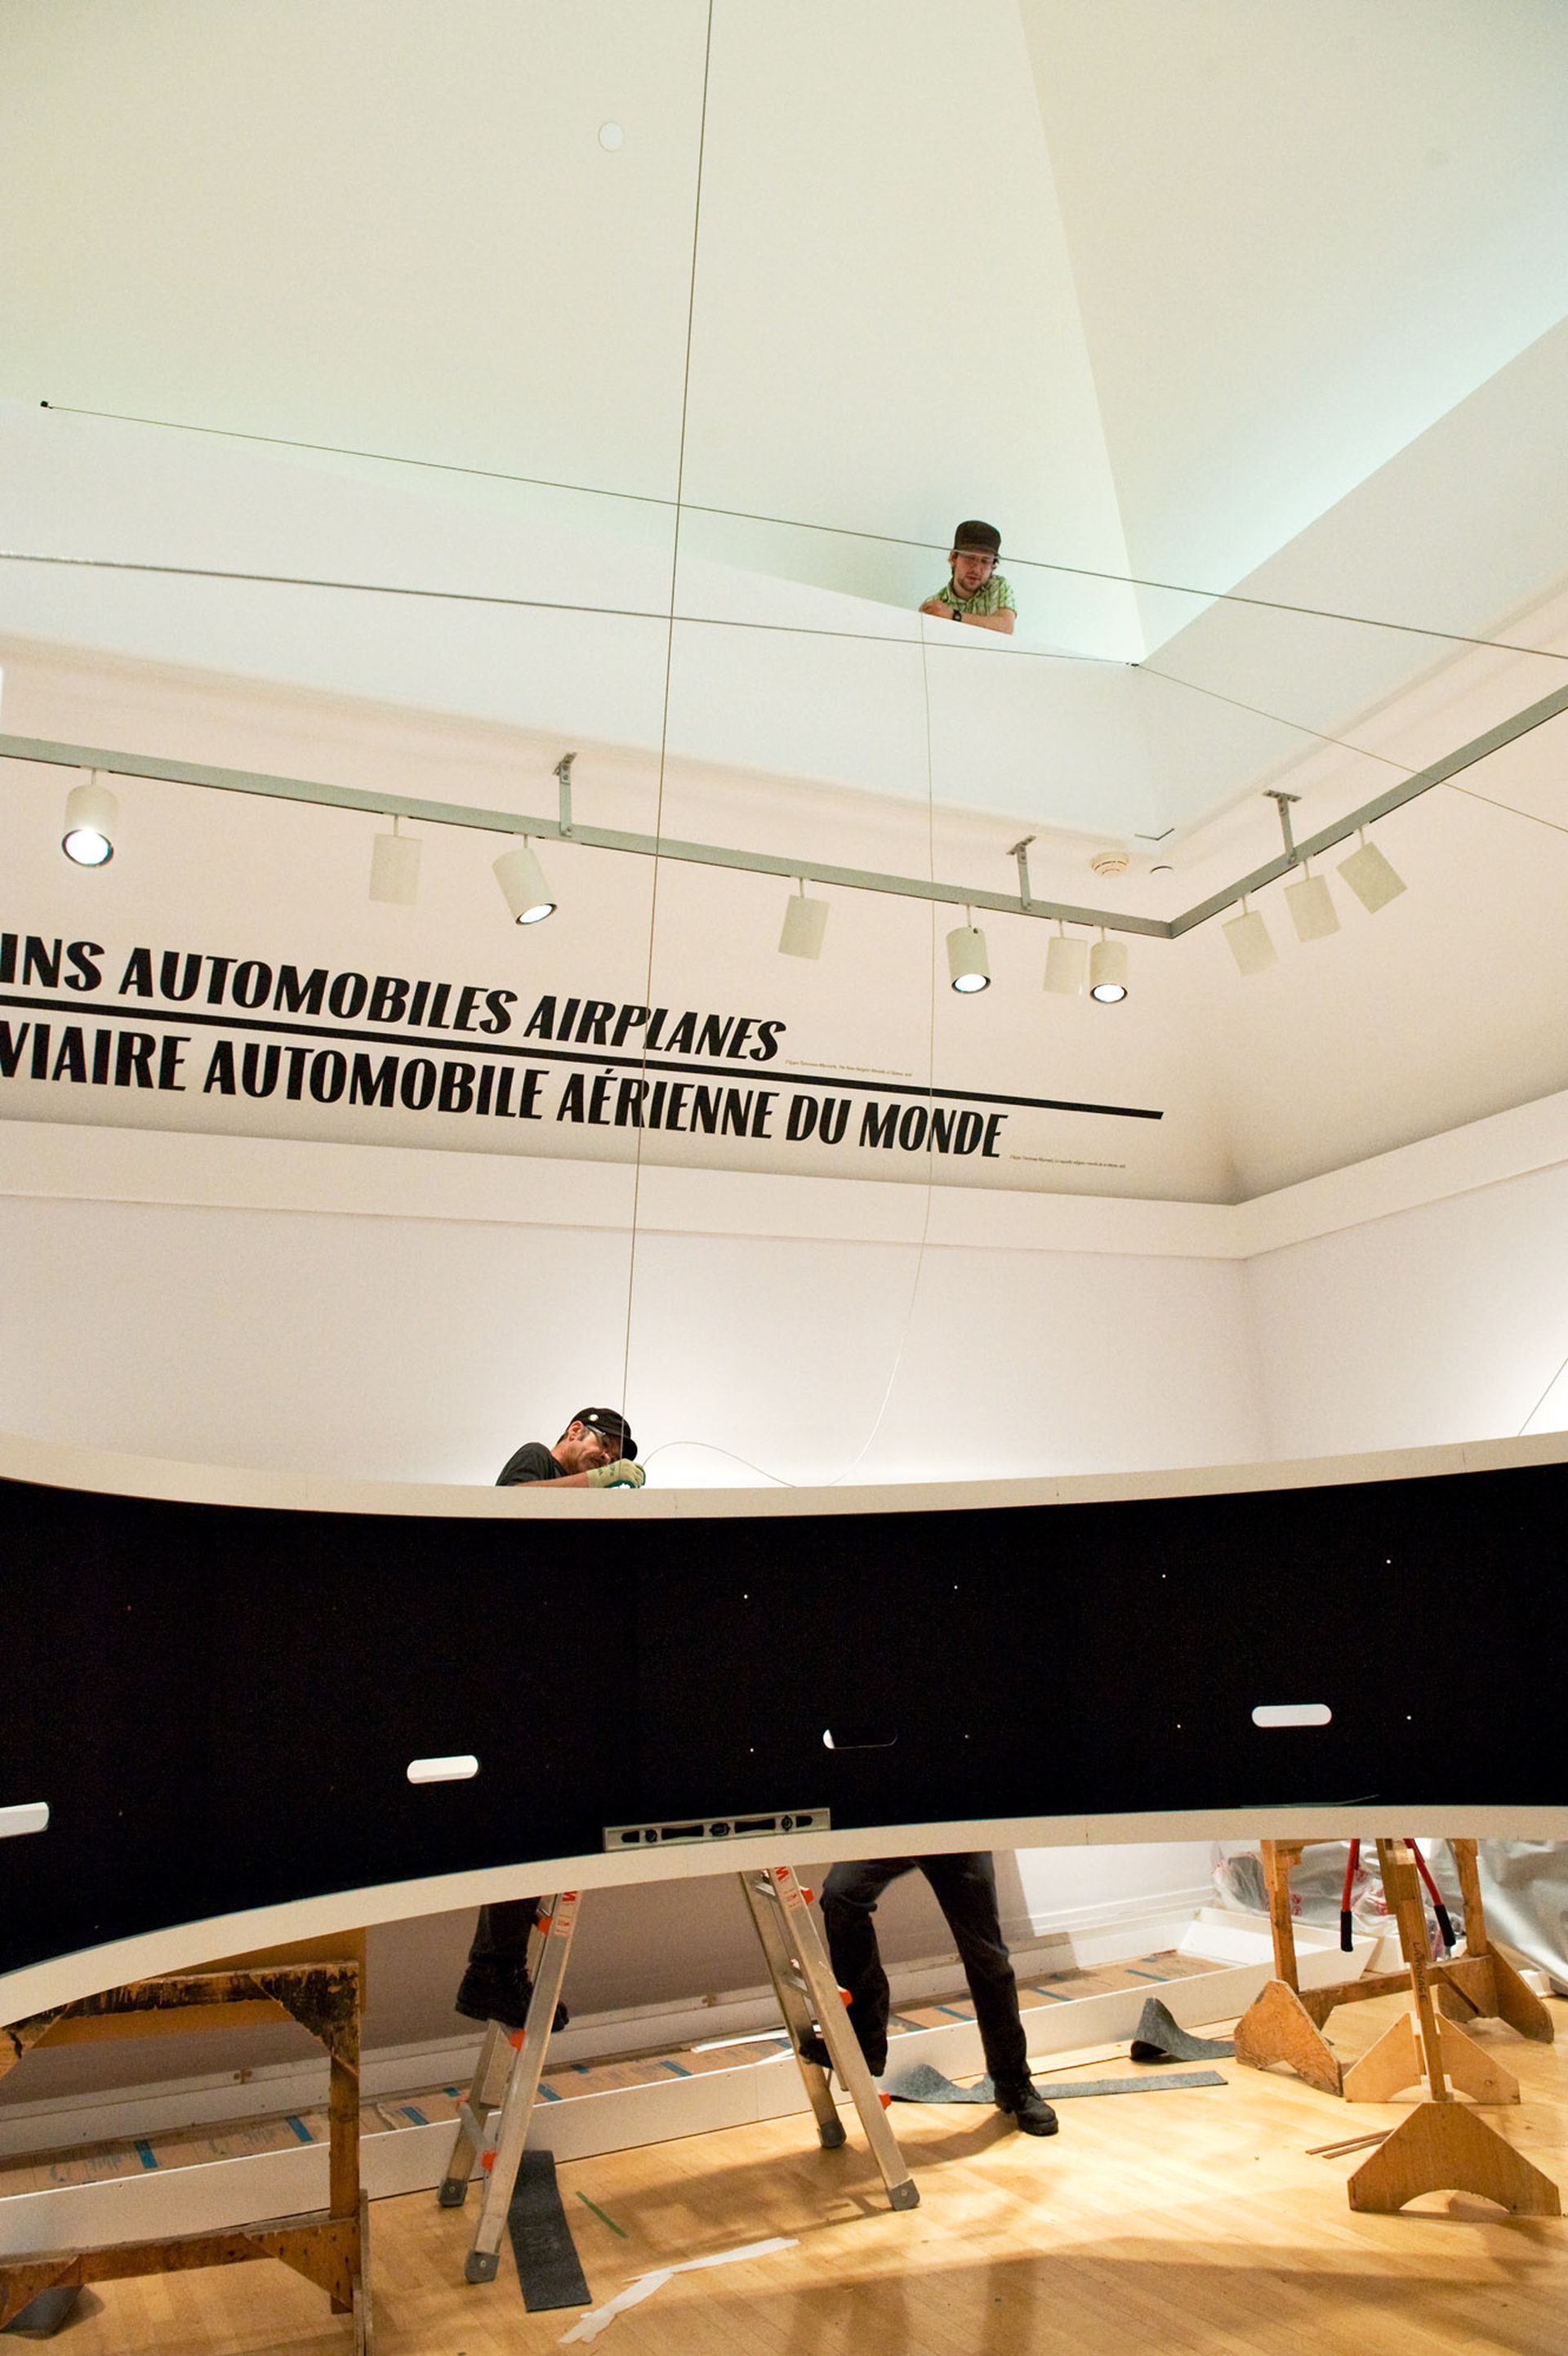 INS AUTOMOBILES AIRPLANES
VIAIRE AUTOMOBILE AÉRIENNE DU MONDE